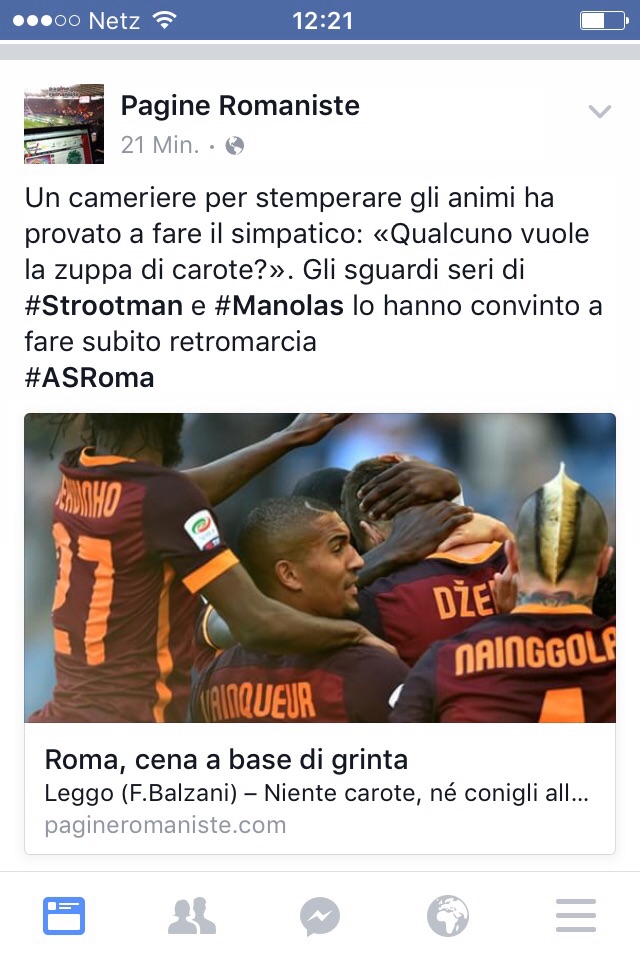 Netz 12:21
Pagine Romaniste
21 Min. ·
Un cameriere per stemperare gli animi ha
provato a fare il simpatico: «Qualcuno vuole
la zuppa di carote?». Gli sguardi seri di
#Strootman e #Manolas lo hanno convinto a
fare subito retromarcia
#ASRoma
27
VAINQUEUR
DŽE
NAINGGOLA
4
Roma, cena a base di grinta
Leggo (F.Balzani) – Niente carote, né conigli all...
pagineromaniste.com